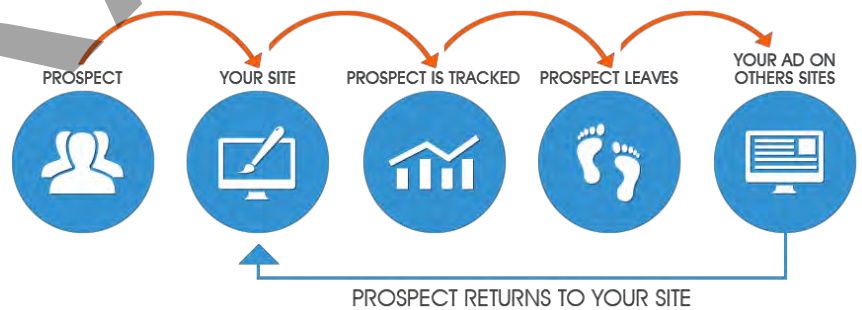 PROSPECT
YOUR SITE
PROSPECT IS TRACKED
PROSPECT LEAVES
YOUR AD ON
OTHERS SITES
PROSPECT RETURNS TO YOUR SITE